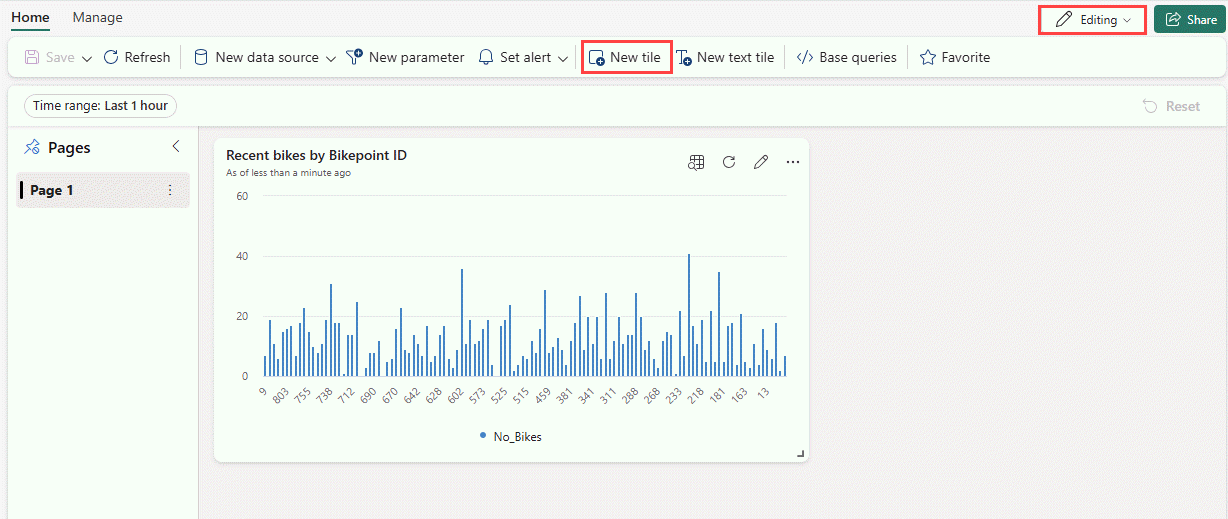 Home Manage Editing Share
Save Refresh New data source New parameter Set alert New tile New text tile Base queries Favorite
Time range: Last 1 hour Reset
Pages
Page 1
Recent bikes by Bikepoint ID
As of less than a minute ago
60
40
20
0
9 803 755 738 712 690 670 642 628 602 573 525 515 459 381 341 311 288 268 233 218 181 163 13
No_Bikes